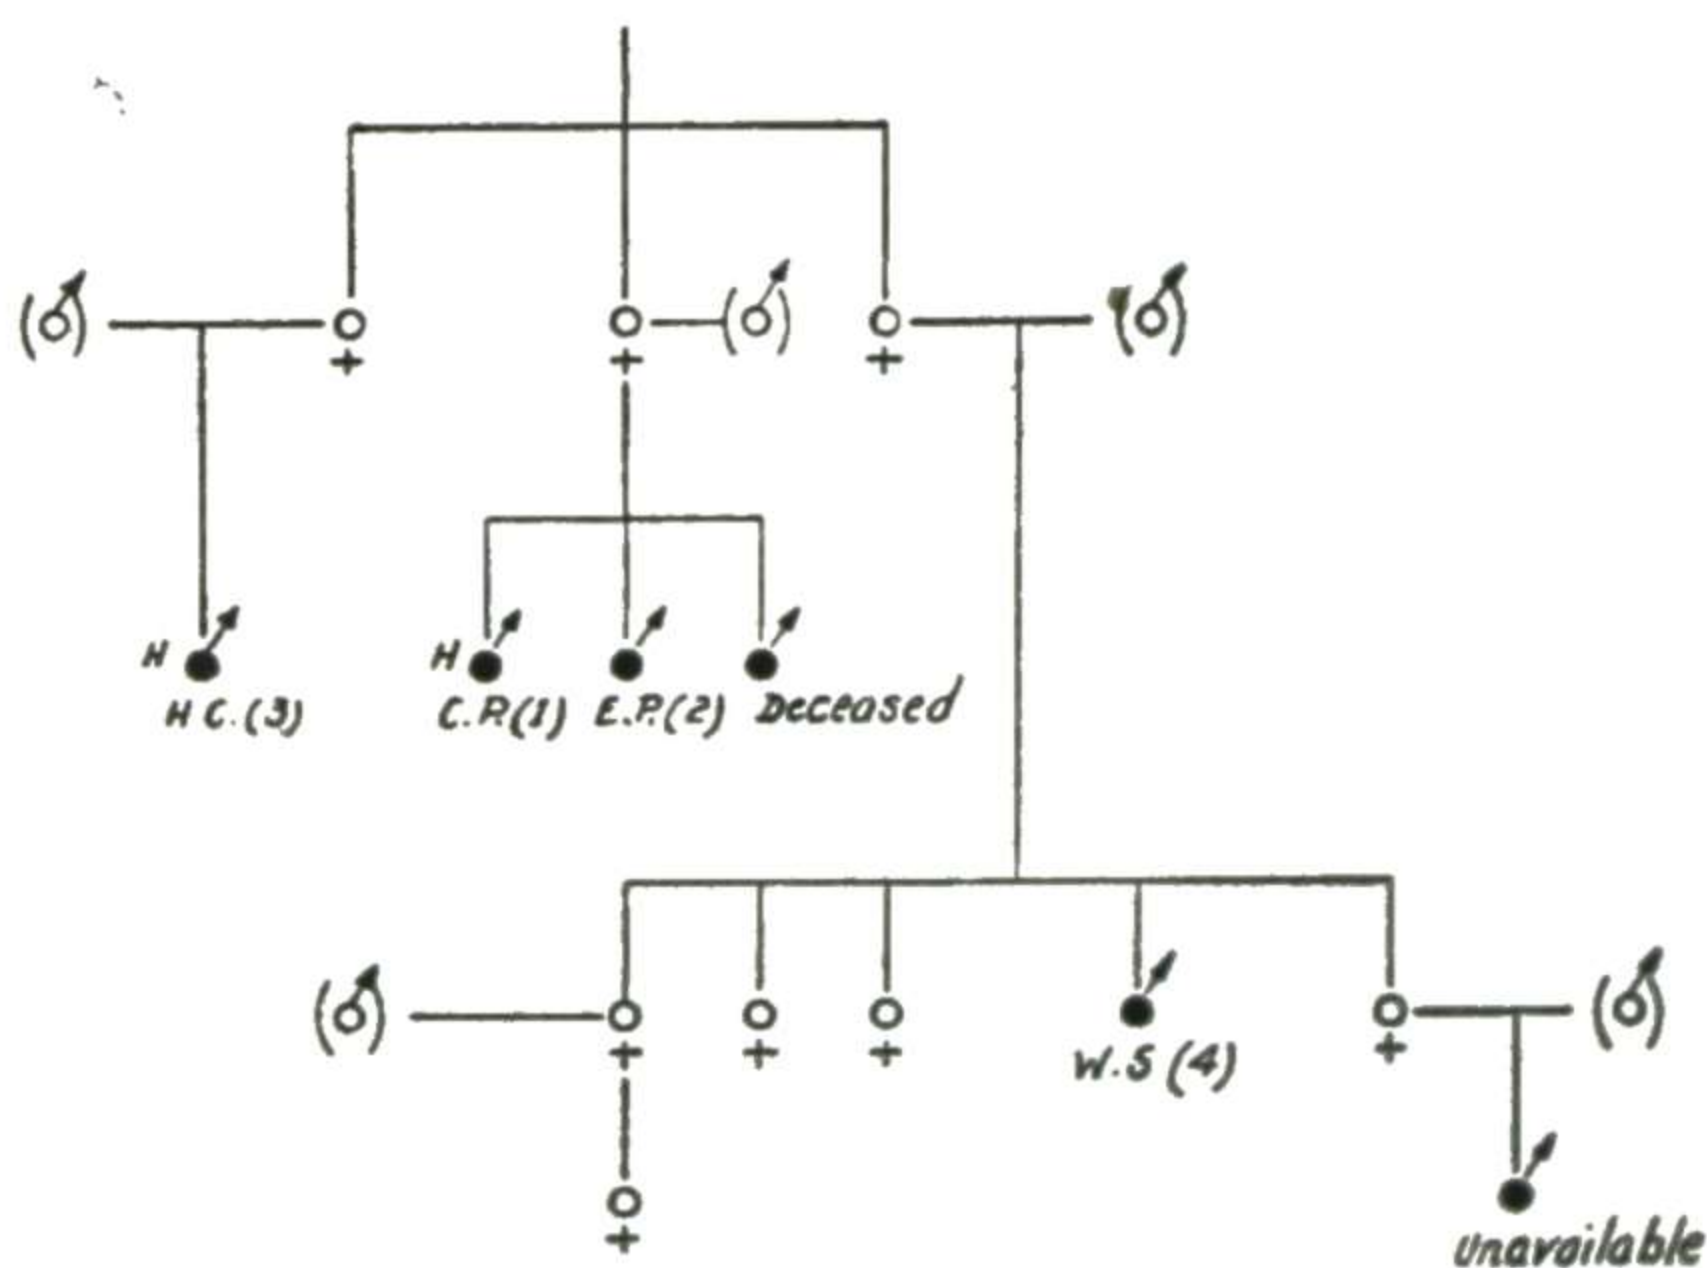 H
H
H C. (3)
C.P.(1)
E.P.(2)
Deceased
W.S (4)
unavailable